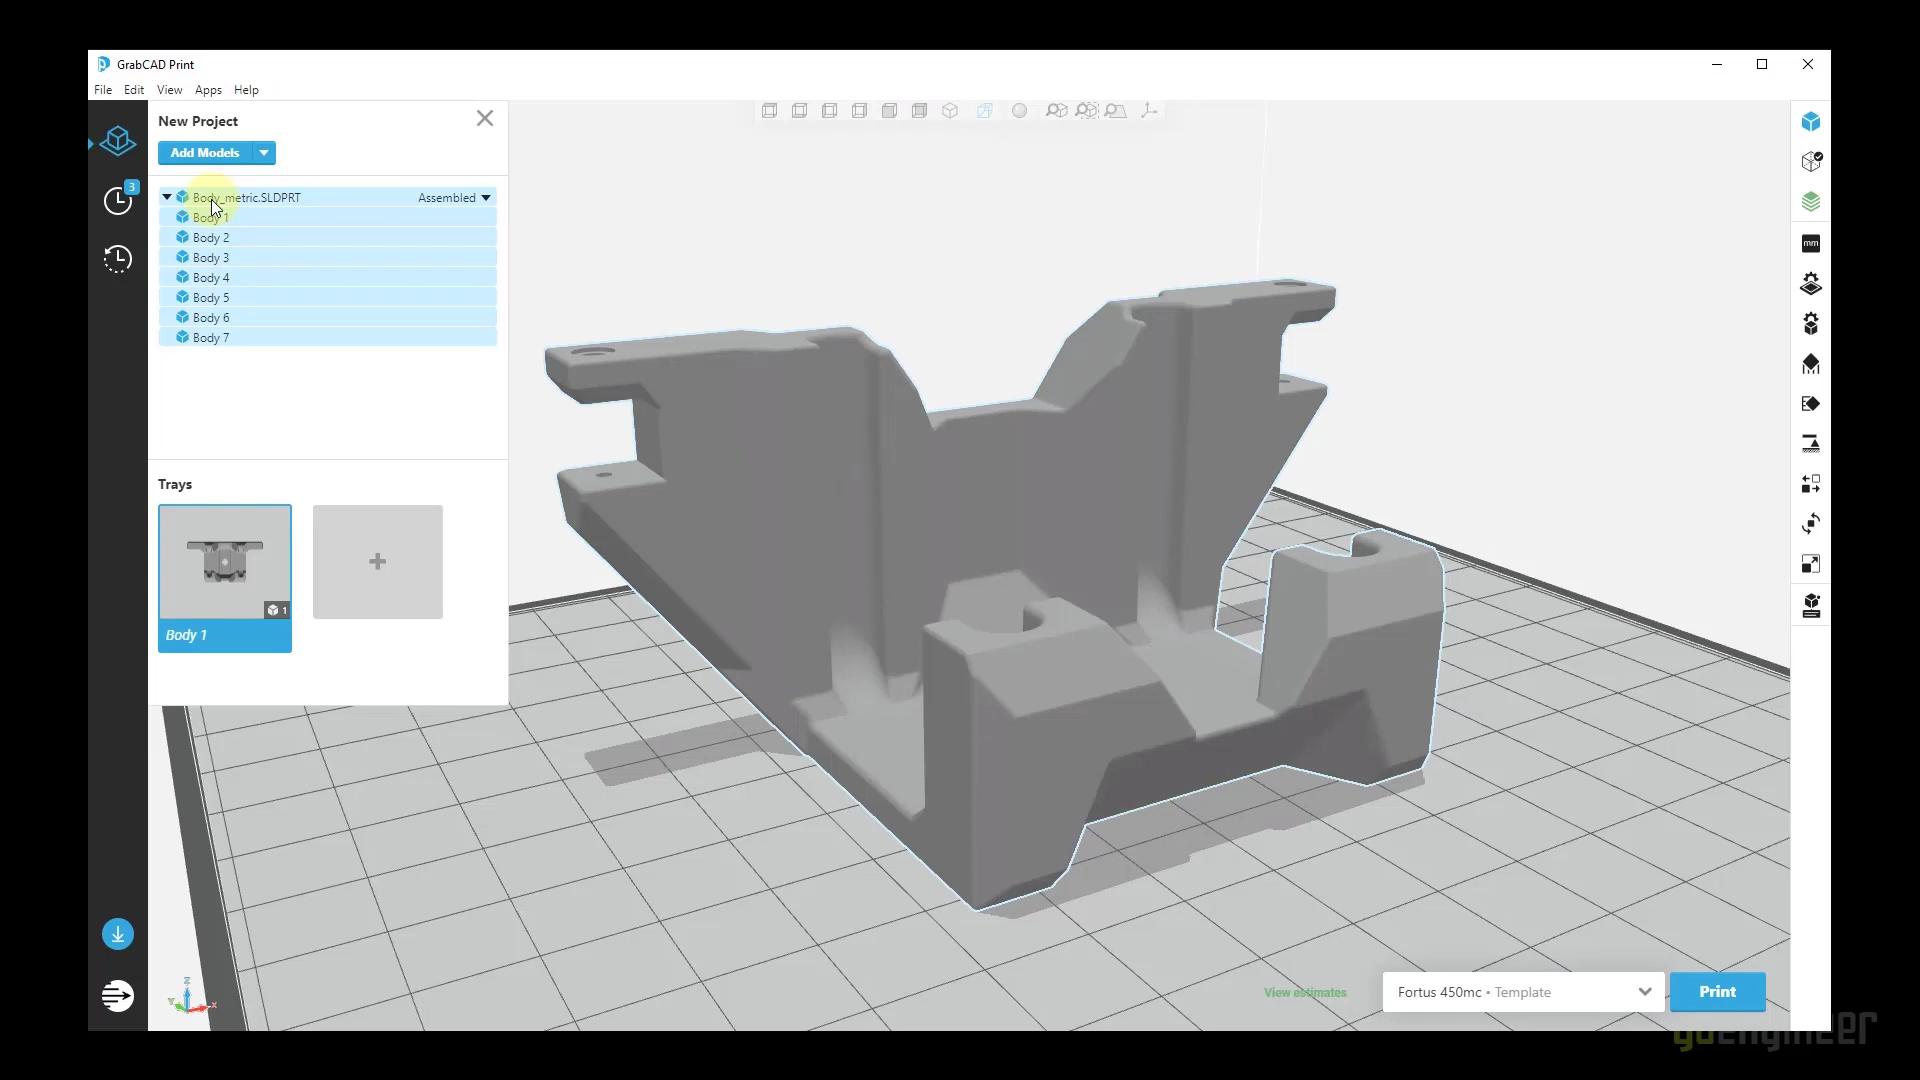 GrabCAD Print
File Edit View Apps Help
New Project
Add Models
3
Body_metric.SLDPRT Assembled
Body 1
Body 2
Body 3
Body 4
Body 5
Body 6
Body 7
mm
Trays
1
Body 1
Z
Y
X
View estimates
Fortus 450mc • Template
Print
goengineer